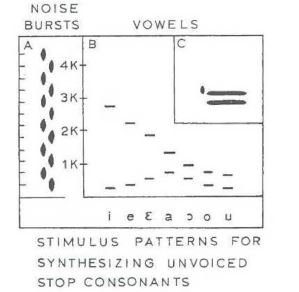 NOISE BURSTS VOWELS
A B C
4K
3K
2K
1K
i e ɛ a ɔ o u
STIMULUS PATTERNS FOR
SYNTHESIZING UNVOICED
STOP CONSONANTS